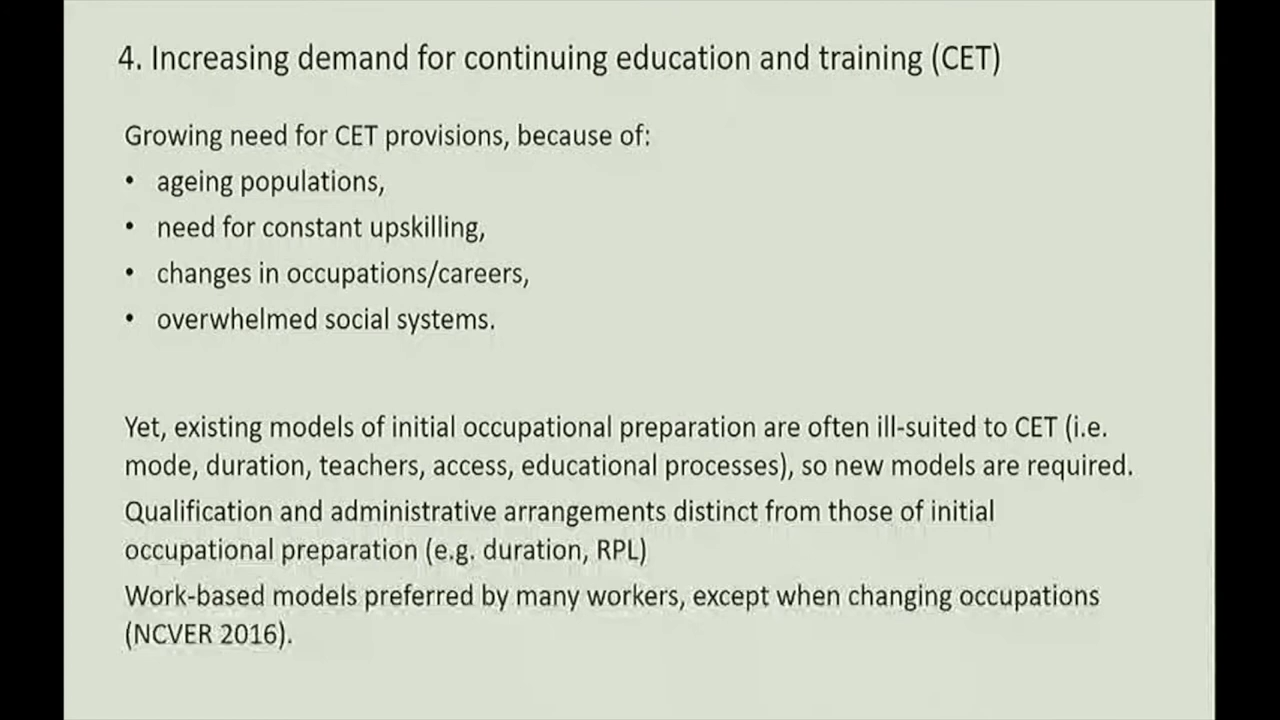 4. Increasing demand for continuing education and training (CET)
Growing need for CET provisions, because of:
• ageing populations,
• need for constant upskilling,
• changes in occupations/careers,
• overwhelmed social systems.
Yet, existing models of initial occupational preparation are often ill-suited to CET (i.e.
mode, duration, teachers, access, educational processes), so new models are required.
Qualification and administrative arrangements distinct from those of initial
occupational preparation (e.g. duration, RPL)
Work-based models preferred by many workers, except when changing occupations
(NCVER 2016).